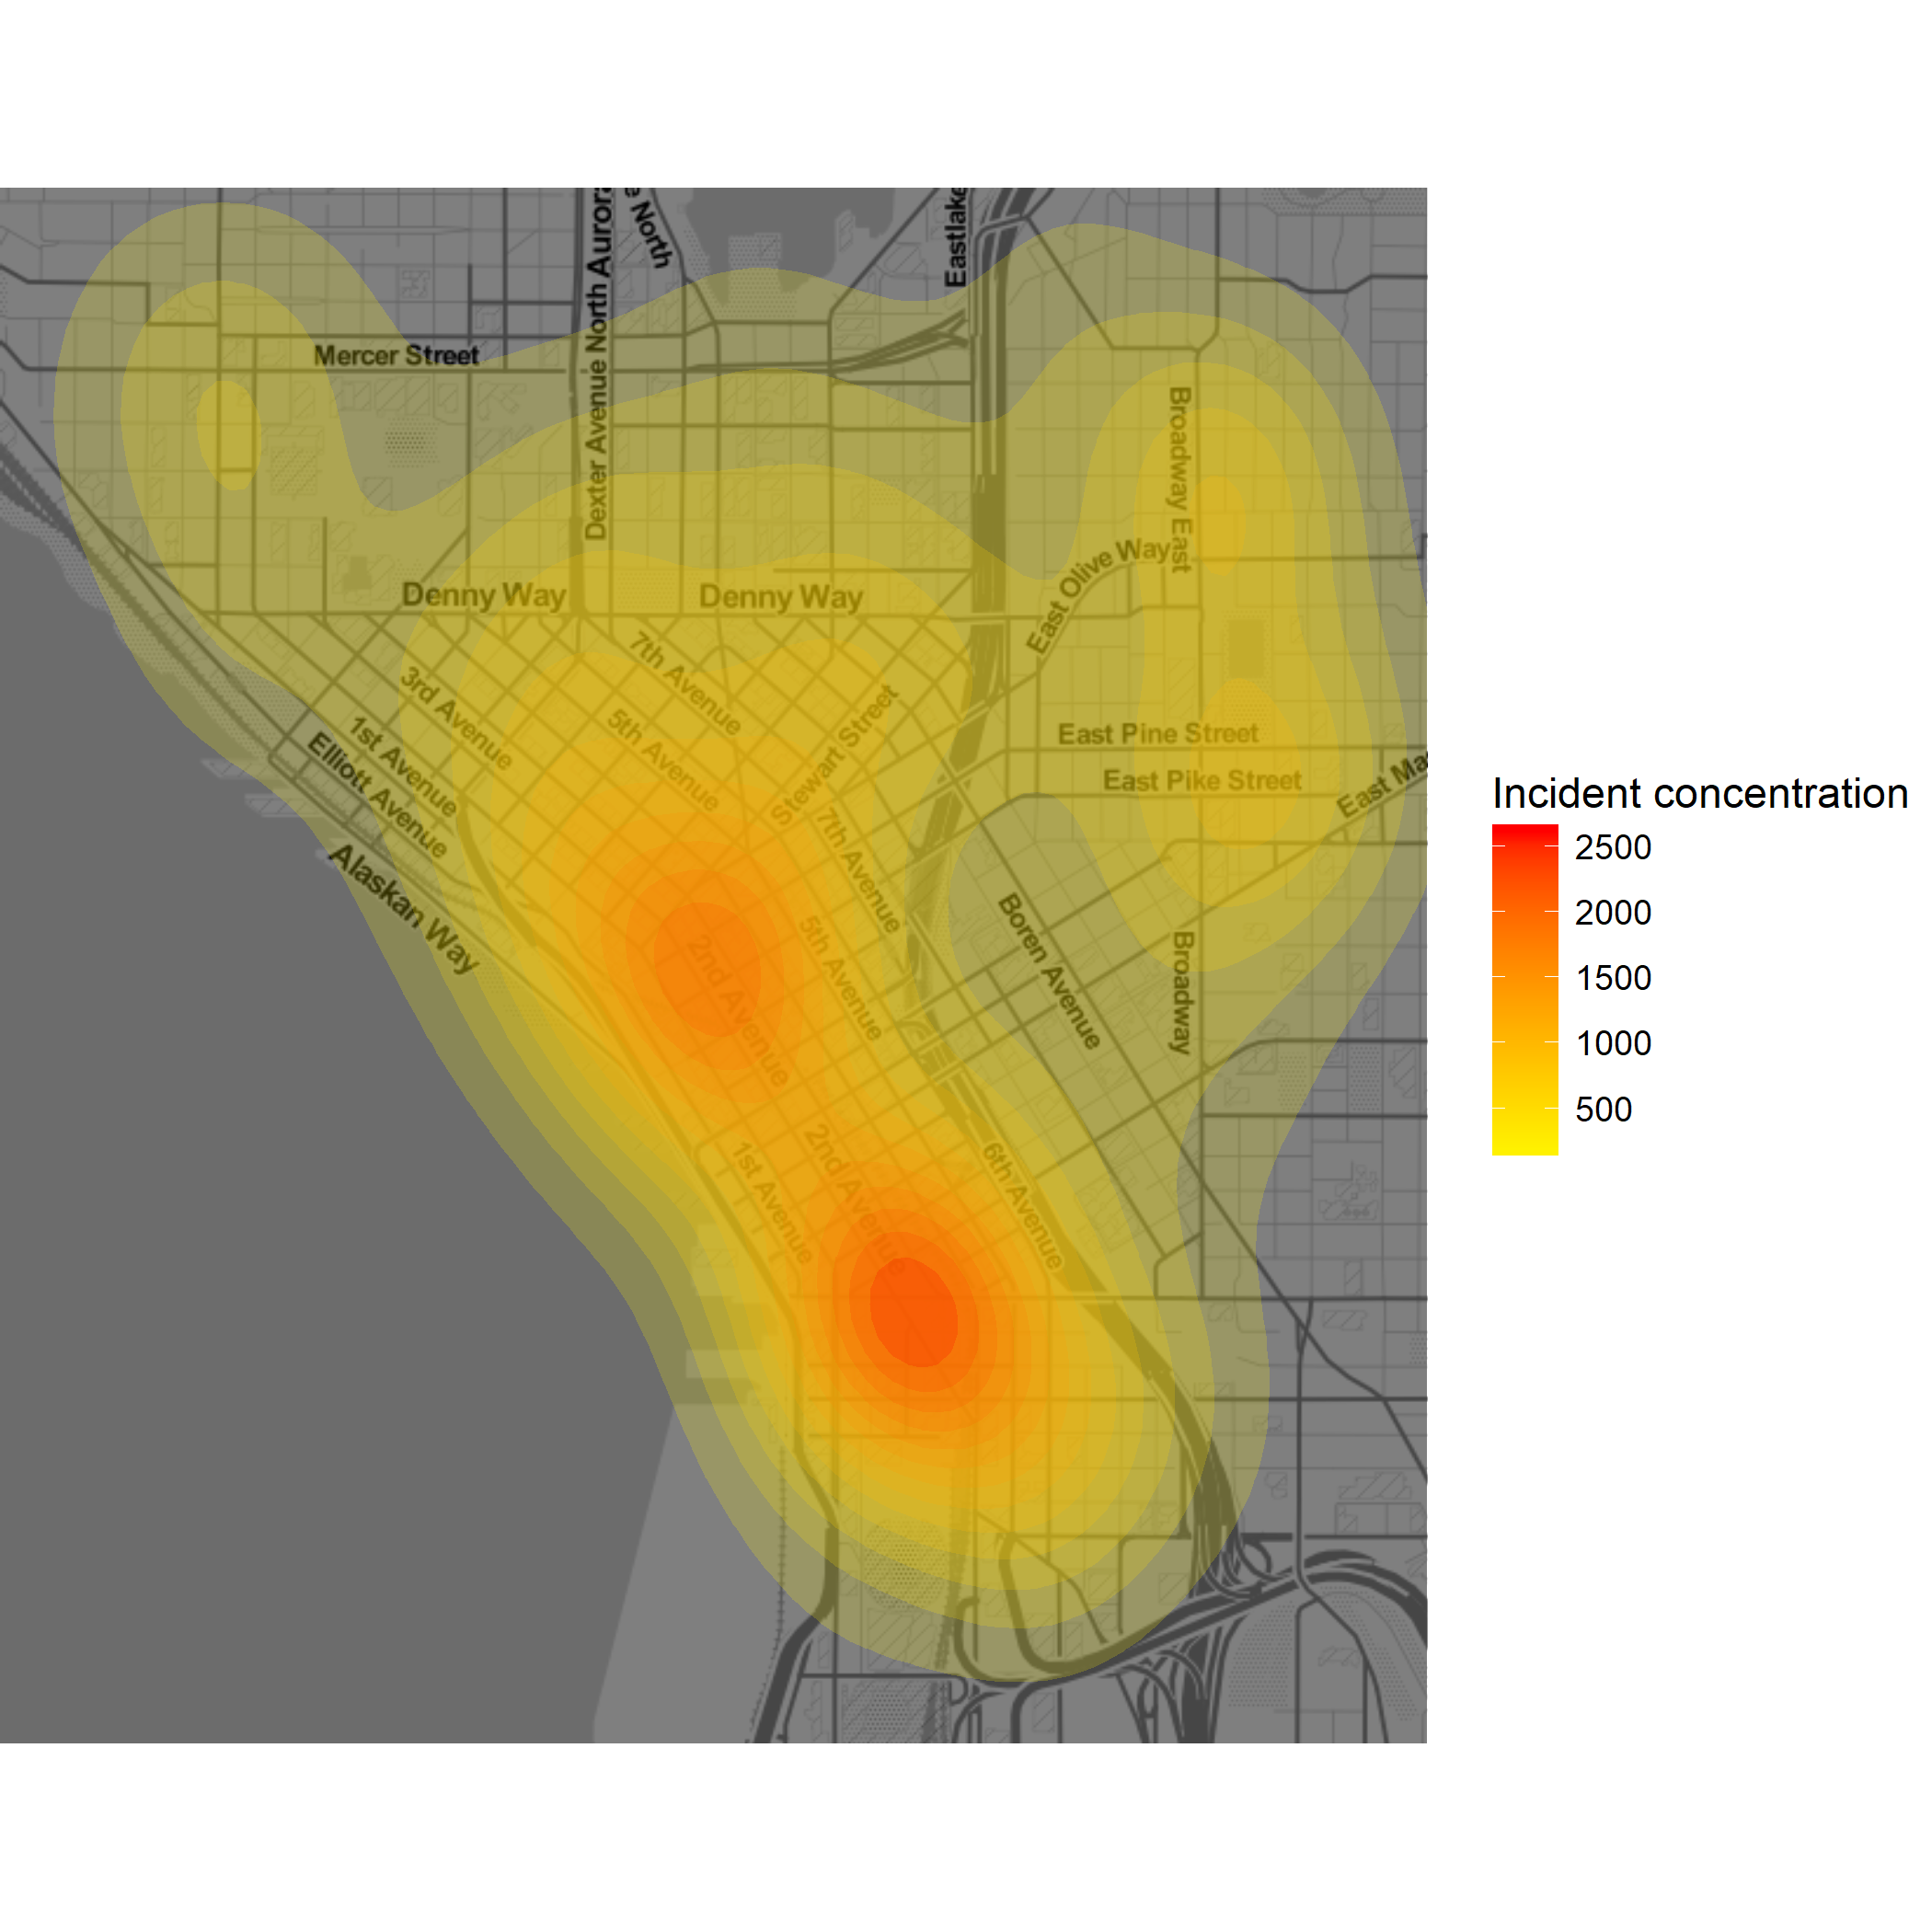 Aurora
e North
Eastlake
Mercer Street
Dexter Avenue North
Broadway East
East Olive Way
Denny Way
Denny Way
7th Avenue
3rd Avenue
5th Avenue
1st Avenue
Elliott Avenue
Stewart Street
East Pine Street
East Pike Street
East Ma
7th Avenue
Alaskan Way
Boren Avenue
5th Avenue
2nd Avenue
Broadway
1st Avenue
2nd Avenue
6th Avenue
Incident concentration
2500
2000
1500
1000
500